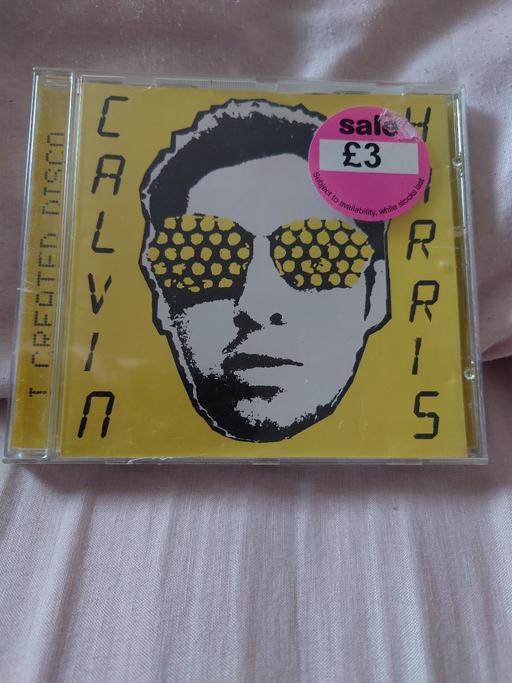 I CREATED DISCO
CALVIN
HARRIS
sale
£3
Subject to availability, while stocks last